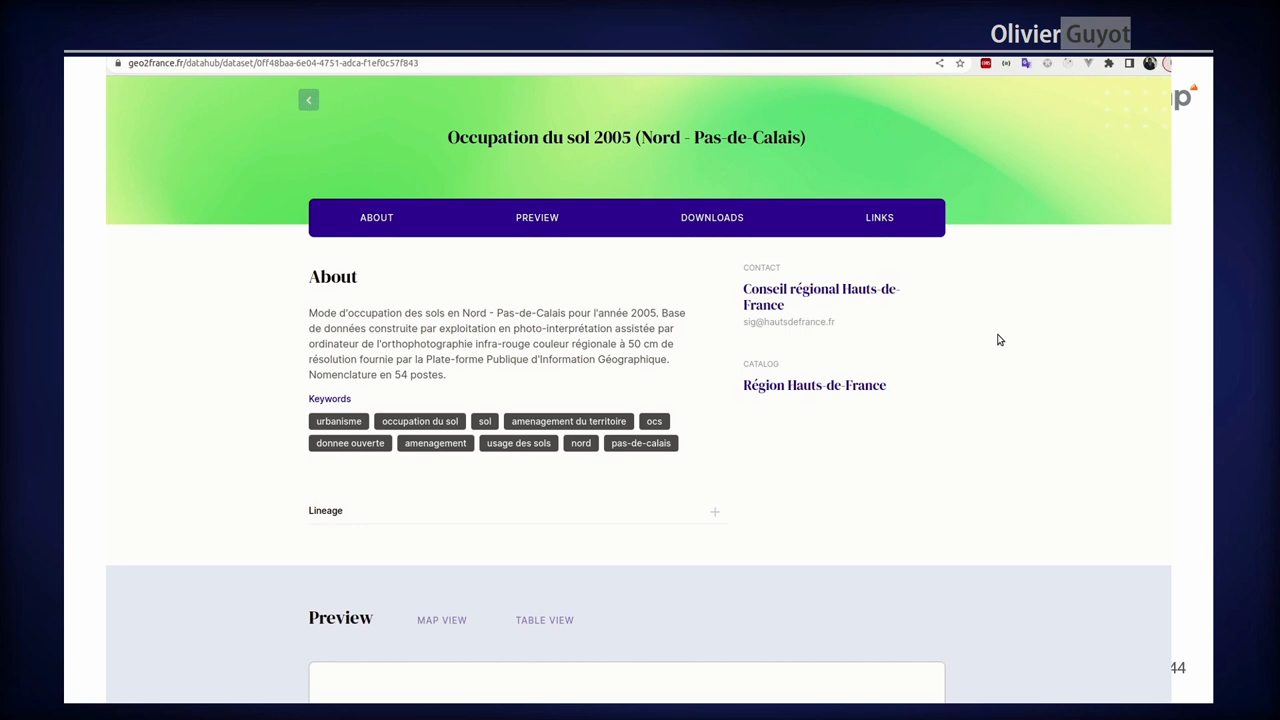 Olivier Guyot
geo2france.fr/datahub/dataset/0ff48baa-6e04-4751-adca-f1ef0c57f843
Occupation du sol 2005 (Nord - Pas-de-Calais)
ABOUT PREVIEW DOWNLOADS LINKS
About
Mode d'occupation des sols en Nord - Pas-de-Calais pour l'année 2005. Base
de données construite par exploitation en photo-interprétation assistée par
ordinateur de l'orthophotographie infra-rouge couleur régionale à 50 cm de
résolution fournie par la Plate-forme Publique d'Information Géographique.
Nomenclature en 54 postes.
Keywords
urbanisme occupation du sol sol amenagement du territoire ocs
donnee ouverte amenagement usage des sols nord pas-de-calais
Lineage
CONTACT
Conseil régional Hauts-de-
France
sig@hautsdefrance.fr
CATALOG
Région Hauts-de-France
Preview MAP VIEW TABLE VIEW
44